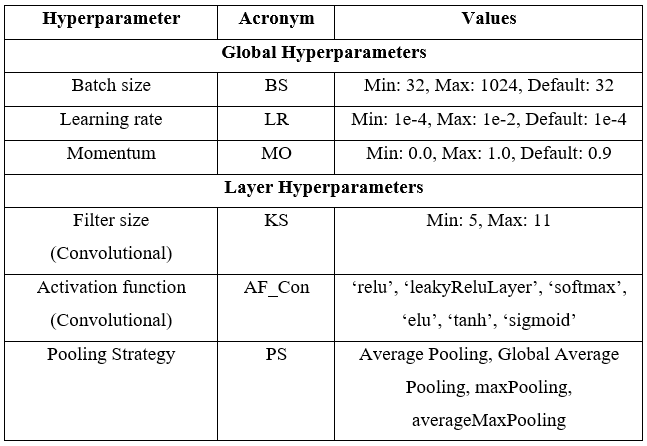 Hyperparameter Acronym Values
Global Hyperparameters
Batch size BS Min: 32, Max: 1024, Default: 32
Learning rate LR Min: 1e-4, Max: 1e-2, Default: 1e-4
Momentum MO Min: 0.0, Max: 1.0, Default: 0.9
Layer Hyperparameters
Filter size KS Min: 5, Max: 11
(Convolutional)
Activation function AF_Con ‘relu’, ‘leakyReluLayer’, ‘softmax’,
(Convolutional) ‘elu’, ‘tanh’, ‘sigmoid’
Pooling Strategy PS Average Pooling, Global Average
Pooling, maxPooling,
averageMaxPooling